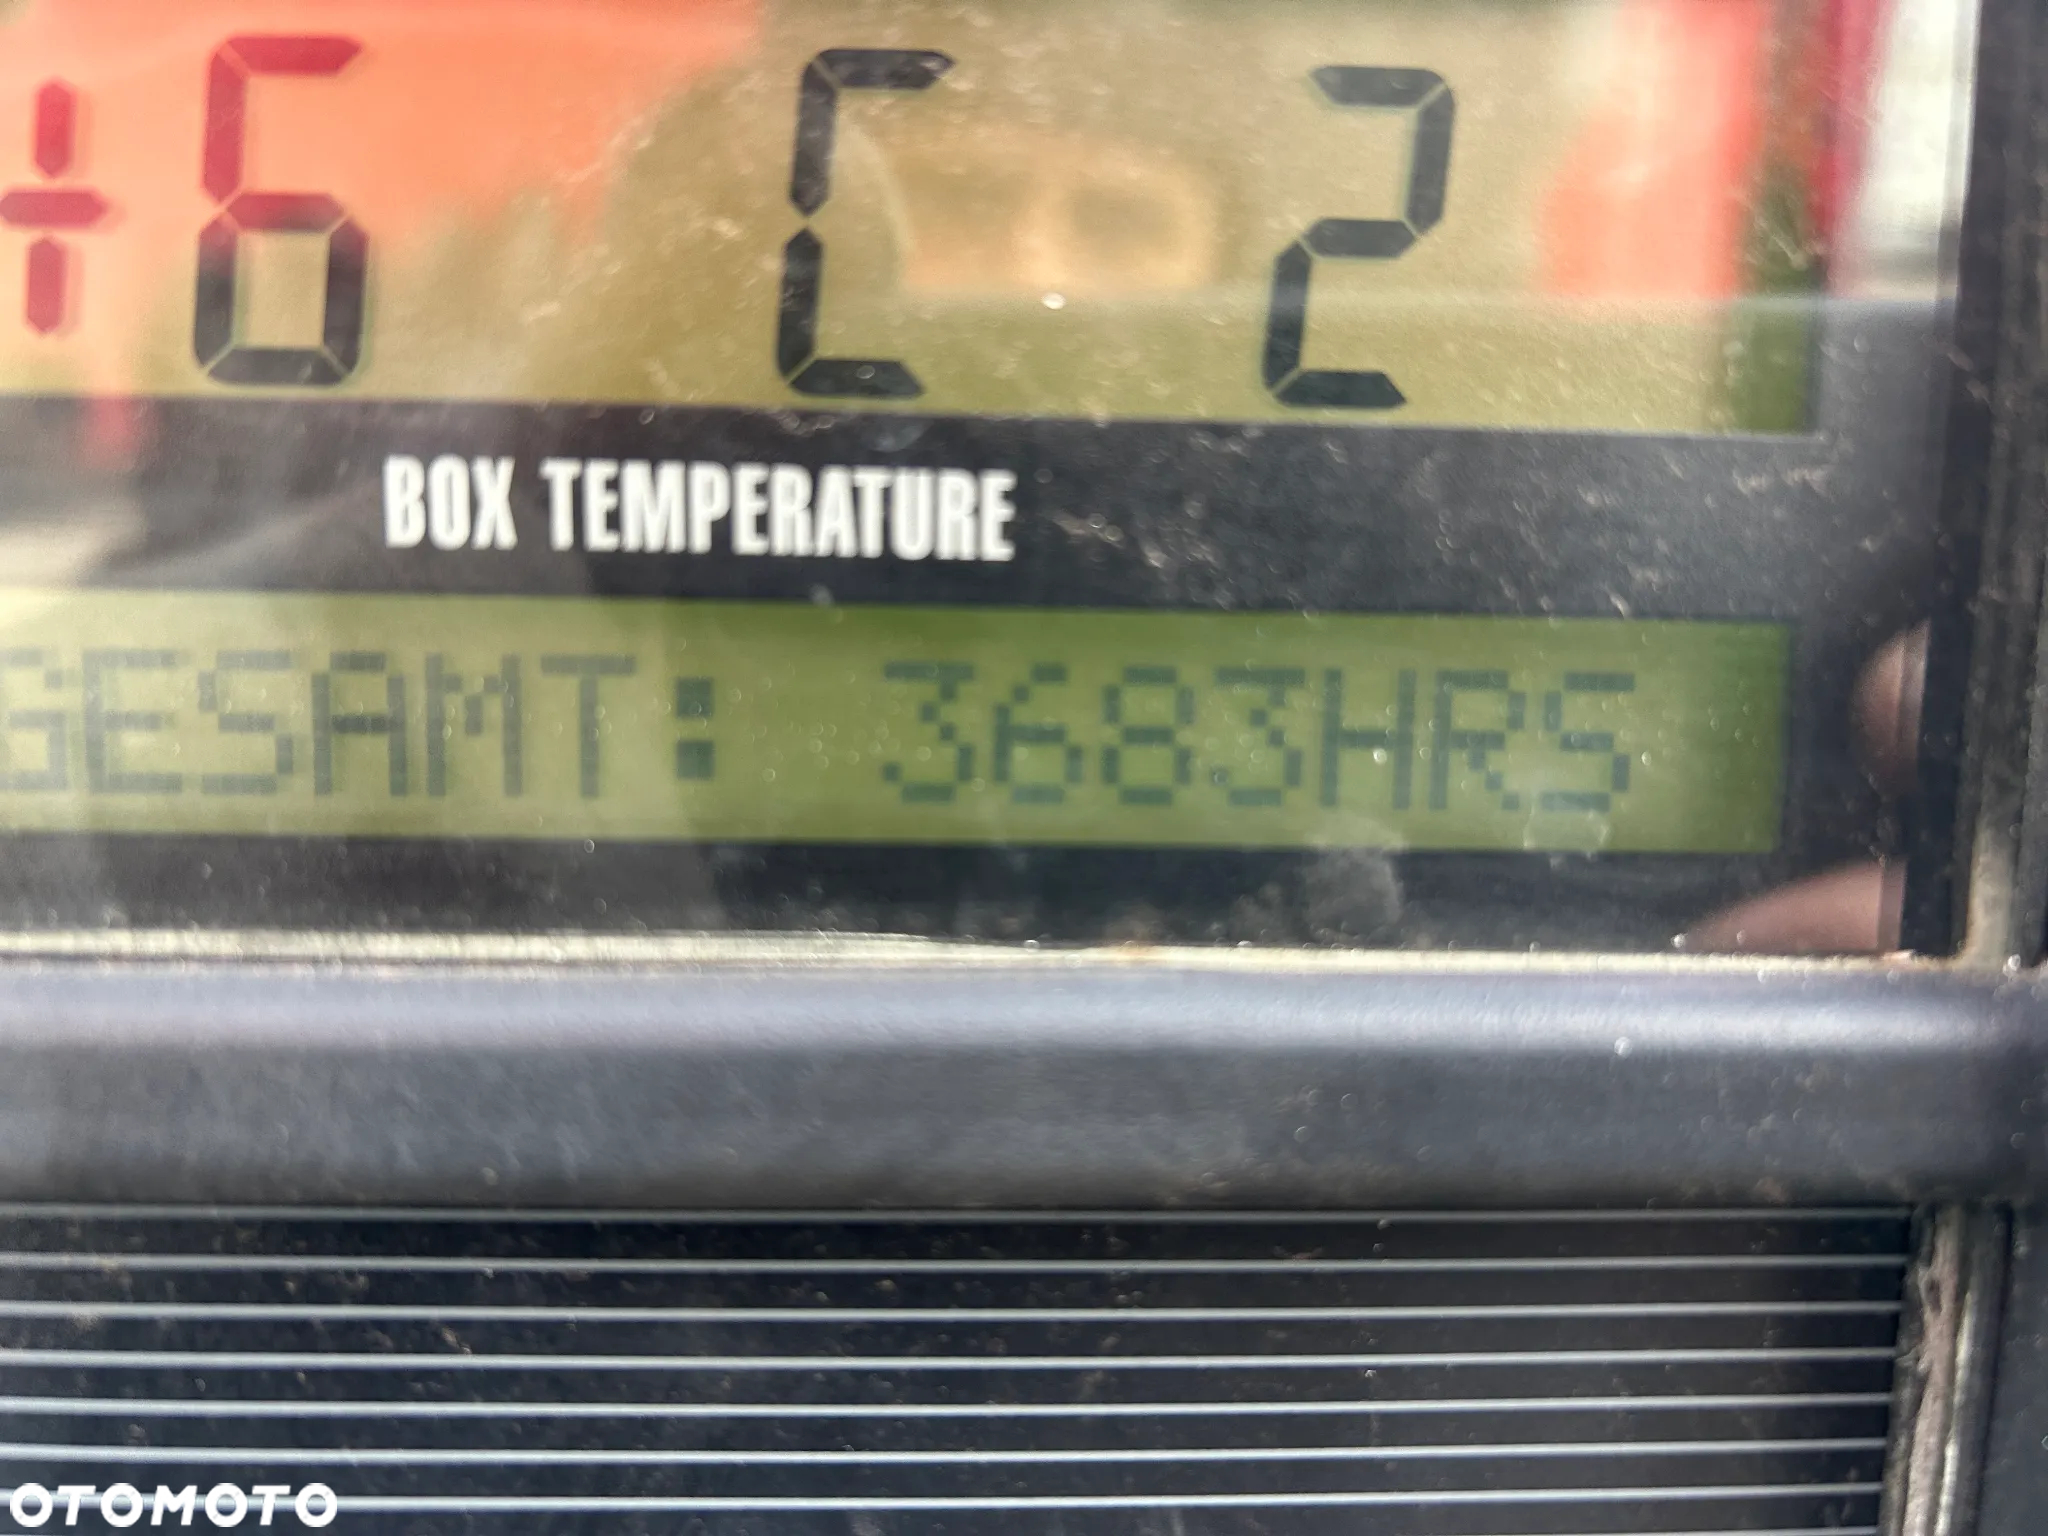 +6 C 2
BOX TEMPERATURE
GESAMT: 3683HRS
OTOMOTO